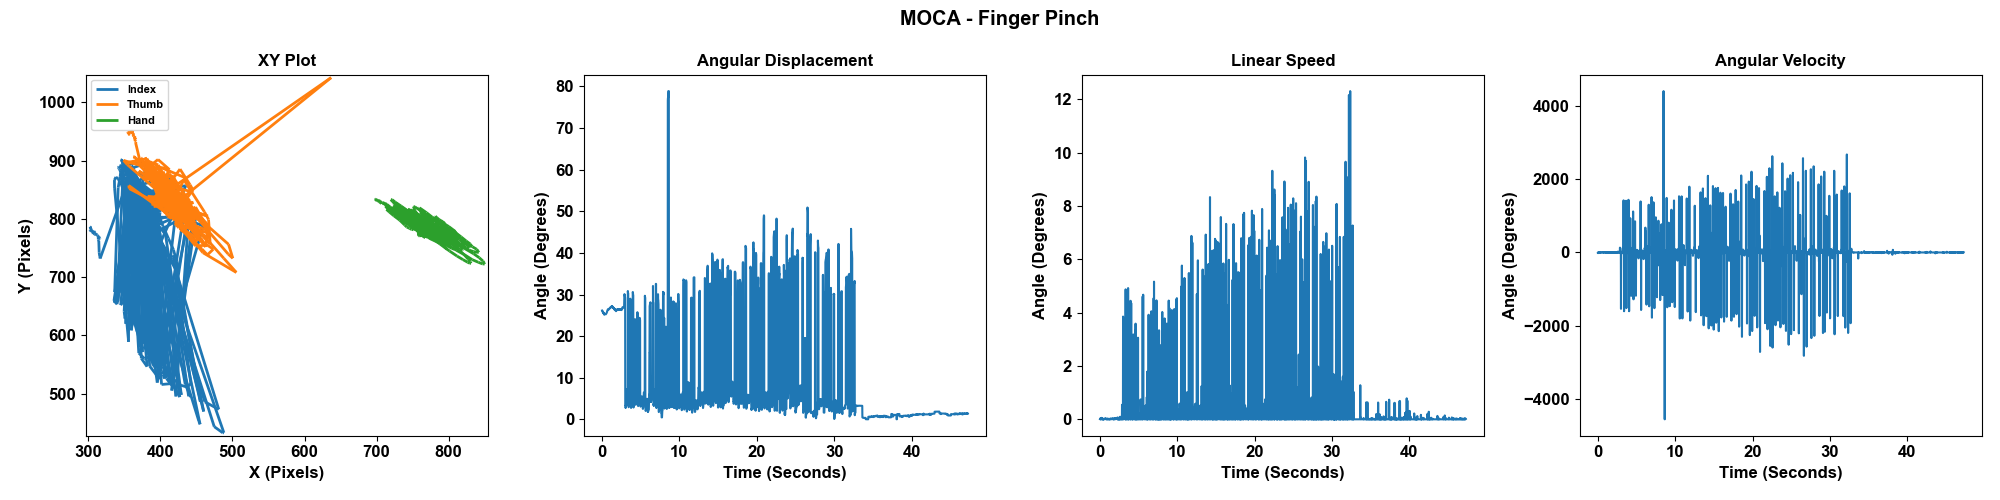 MOCA - Finger Pinch
XY Plot
Index
Thumb
Hand
1000
900
800
700
600
500
Y (Pixels)
300 400 500 600 700 800
X (Pixels)
Angular Displacement
80
70
60
50
40
30
20
10
0
Angle (Degrees)
0 10 20 30 40
Time (Seconds)
Linear Speed
12
10
8
6
4
2
0
Angle (Degrees)
0 10 20 30 40
Time (Seconds)
Angular Velocity
4000
2000
0
−2000
−4000
Angle (Degrees)
0 10 20 30 40
Time (Seconds)